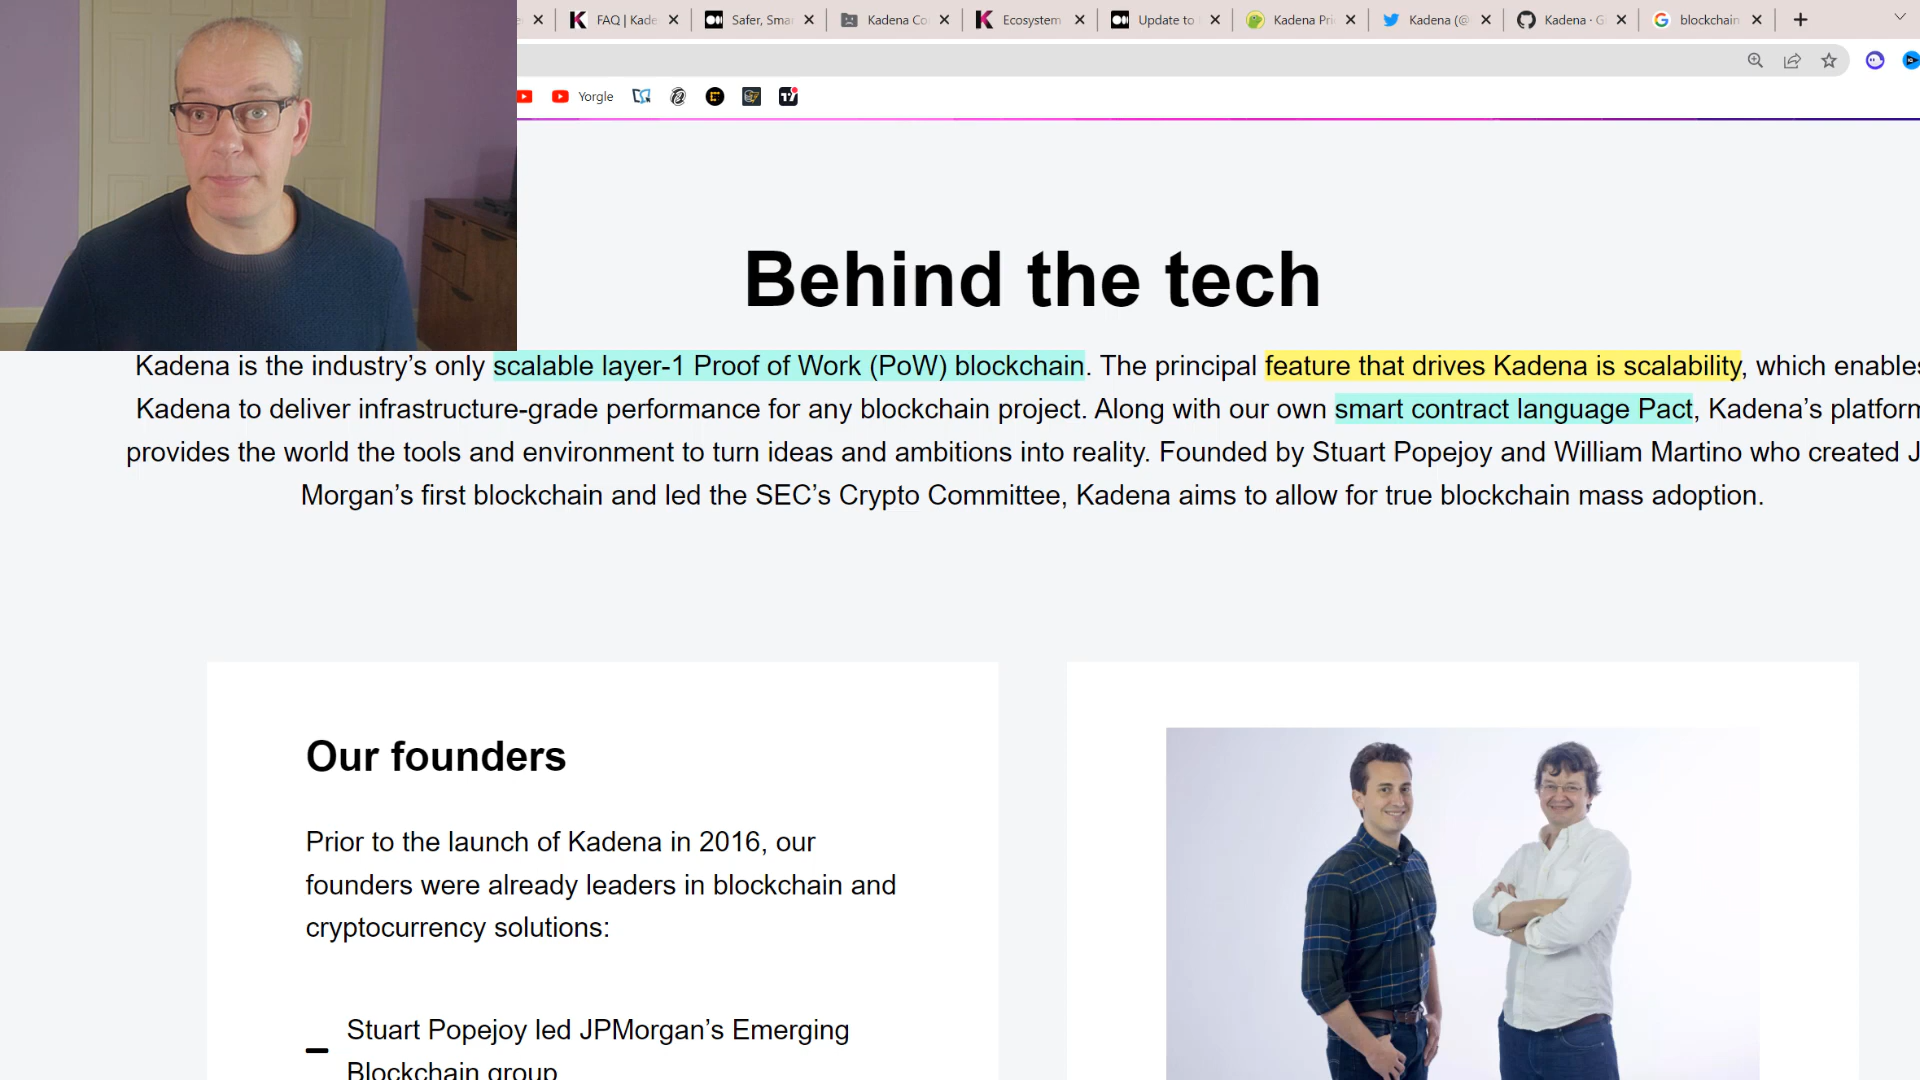 FAQ | Kade
Safer, Sma
Kadena Co
Ecosystem
Update to
Kadena Pri
Kadena (@
Kadena · G
blockchain
Yorgle
Behind the tech
Kadena is the industry’s only scalable layer-1 Proof of Work (PoW) blockchain. The principal feature that drives Kadena is scalability, which enables
Kadena to deliver infrastructure-grade performance for any blockchain project. Along with our own smart contract language Pact, Kadena’s platform
provides the world the tools and environment to turn ideas and ambitions into reality. Founded by Stuart Popejoy and William Martino who created J
Morgan’s first blockchain and led the SEC’s Crypto Committee, Kadena aims to allow for true blockchain mass adoption.
Our founders
Prior to the launch of Kadena in 2016, our
founders were already leaders in blockchain and
cryptocurrency solutions:
Stuart Popejoy led JPMorgan’s Emerging
Blockchain group